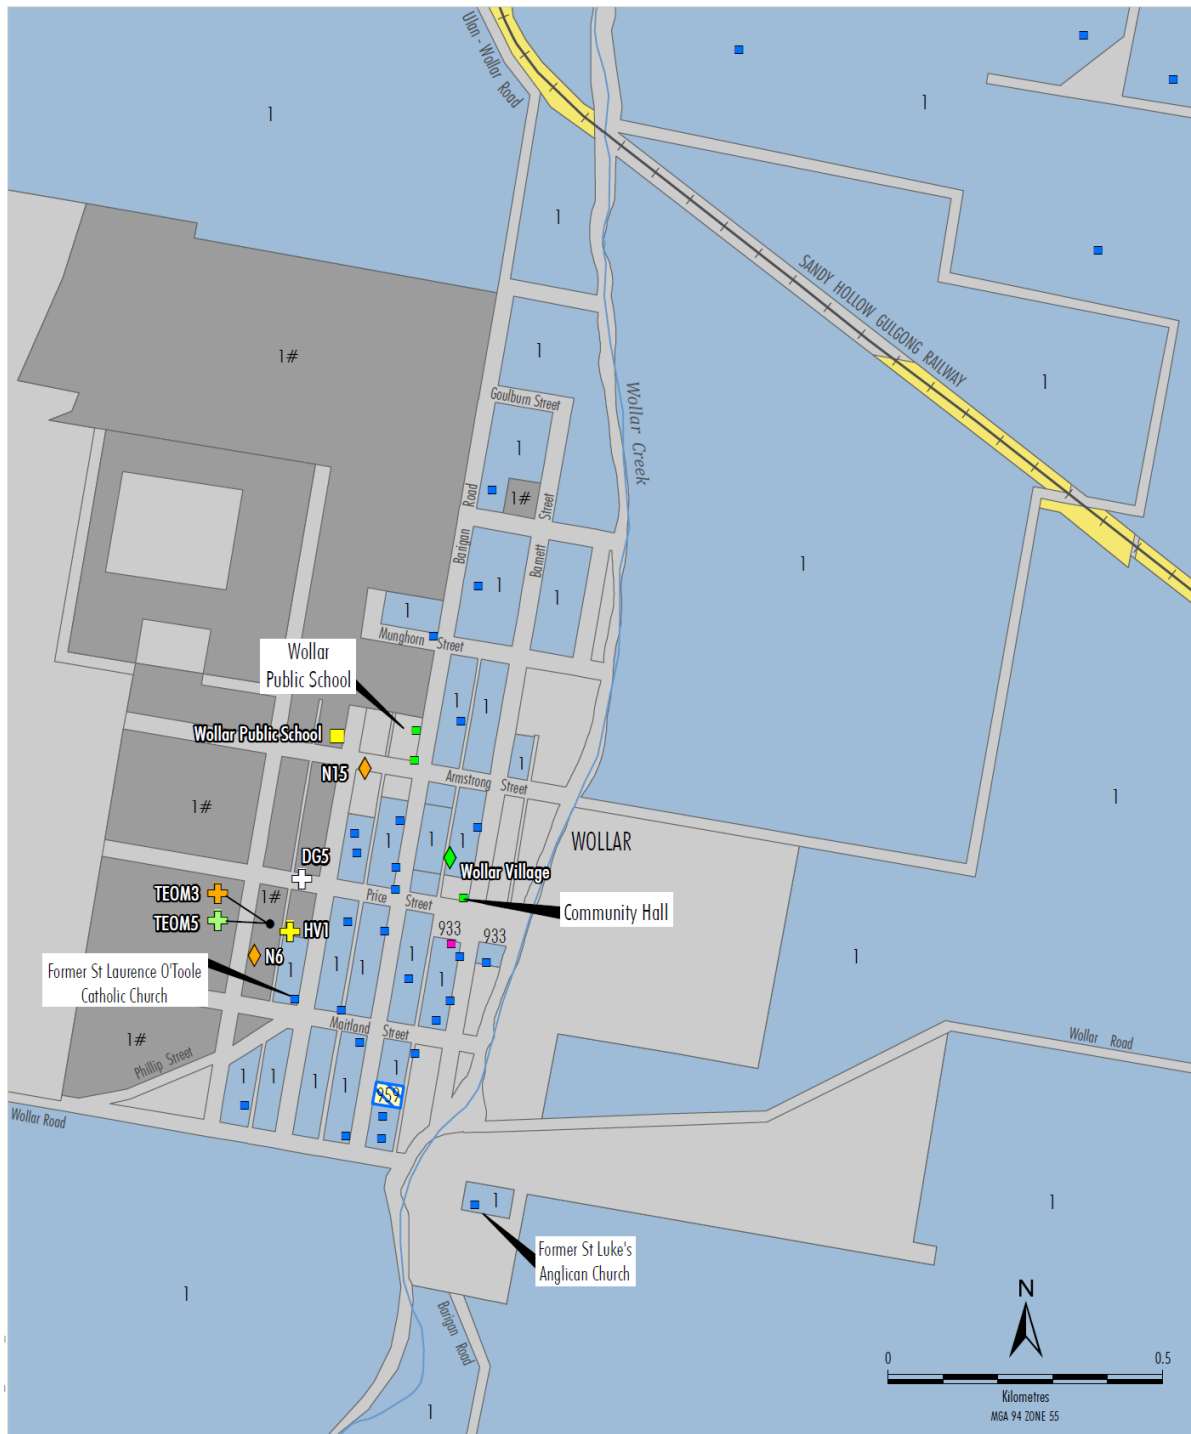 Ulan - Wollar Road
1
1
1
SANDY HOLLOW GULGONG RAILWAY
1#
1
1
Goulburn Street
Wollar Creek
1
1#
Road
Street
Barigan
Barnett
1
1
1
1
Munghorn Street
Wollar
Public School
1
1
Wollar Public School
N15
1
Armstrong Street
1
1#
1
1
1
WOLLAR
DG5
Wollar Village
TEOM3
1#
Price Street
Community Hall
TEOM5
HV1
933
933
N6
1
1
1
1
1
1
Former St Laurence O'Toole
Catholic Church
Maitland Street
1#
Phillip Street
Wollar Road
1
1
1
1
1
959
Wollar Road
1
1
Former St Luke's
Anglican Church
1
Barigan Road
1
N
0 0.5
Kilometres
MGA 94 ZONE 55